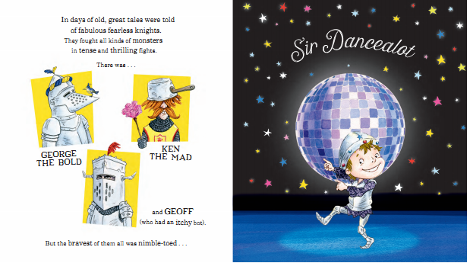 In days of old, great tales were told
of fabulous fearless knights.
They fought all kinds of monsters
in tense and thrilling fights.
There was . . .
GEORGE
THE BOLD
KEN
THE MAD
and GEOFF
(who had an itchy bot).
But the bravest of them all was nimble-toed . . .
Sir Dancealot